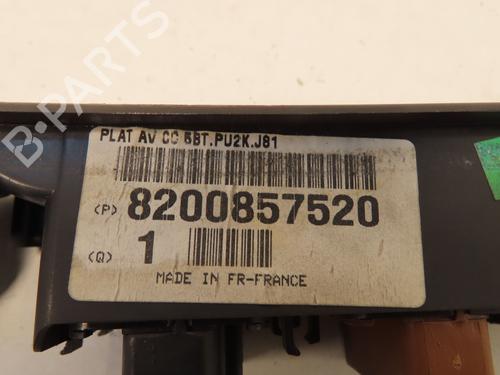 PLAT AV CC 5BT.PU2K.J81
(P) 8200857520
(Q) 1
MADE IN FR-FRANCE
B-PARTS